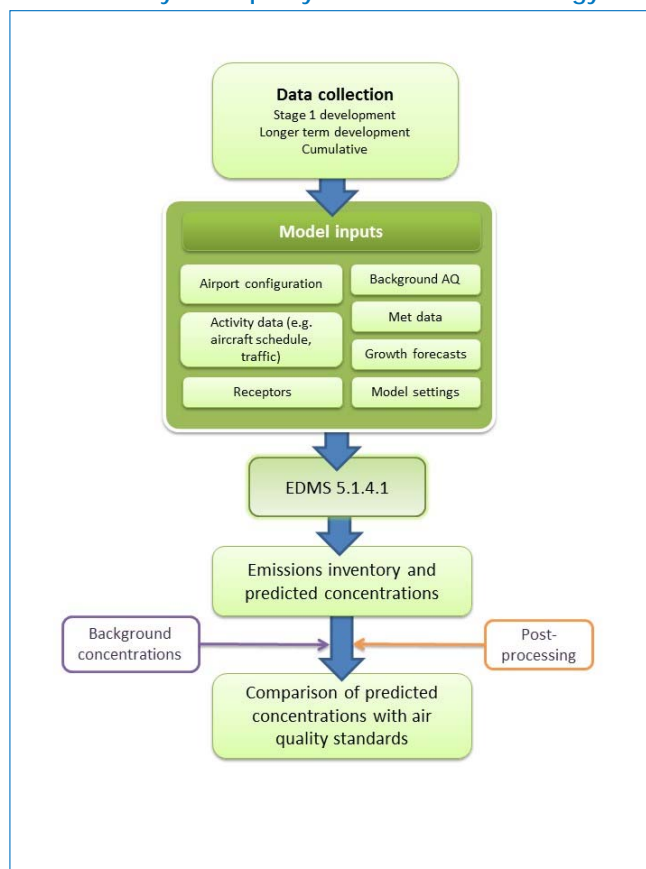 Data collection
Stage 1 development
Longer term development
Cumulative
Model inputs
Airport configuration
Activity data (e.g.
aircraft schedule,
traffic)
Receptors
Background AQ
Met data
Growth forecasts
Model settings
EDMS 5.1.4.1
Emissions inventory and
predicted concentrations
Background
concentrations
Post-
processing
Comparison of predicted
concentrations with air
quality standards